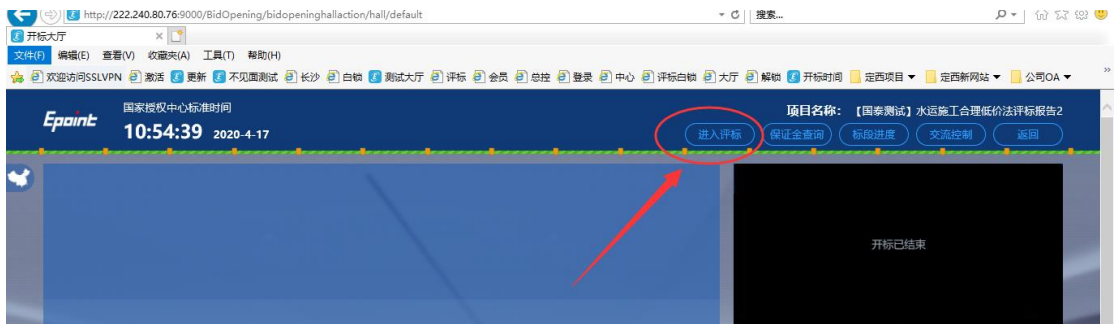 http://222.240.80.76:9000/BidOpening/bidopeninghallaction/hall/default
搜索...
开标大厅
文件(F) 编辑(E) 查看(V) 收藏夹(A) 工具(T) 帮助(H)
欢迎访问SSLVPN 激活 更新 不见面测试 长沙 白锁 测试大厅 评标 会员 总控 登录 中心 评标白锁 大厅 解锁 开标时间 定西项目 定西新网站 公司OA
Epoint
国家授权中心标准时间
10:54:39 2020-4-17
项目名称: 【国泰测试】水运施工合理低价法评标报告2
进入评标 保证金查询 标段进度 交流控制 返回
开标已结束